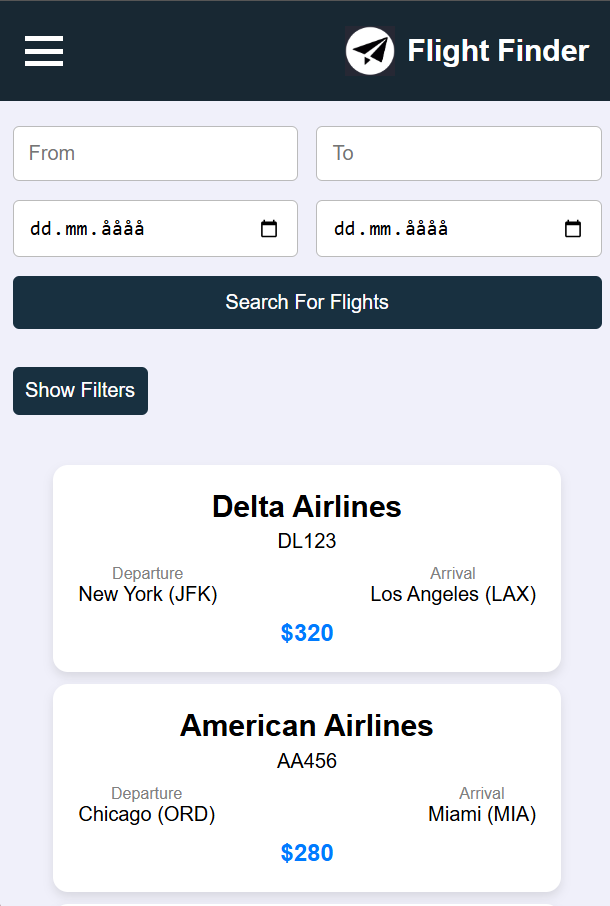 Flight Finder
From To
dd.mm.åååå dd.mm.åååå
Search For Flights
Show Filters
Delta Airlines
DL123
Departure Arrival
New York (JFK) Los Angeles (LAX)
$320
American Airlines
AA456
Departure Arrival
Chicago (ORD) Miami (MIA)
$280